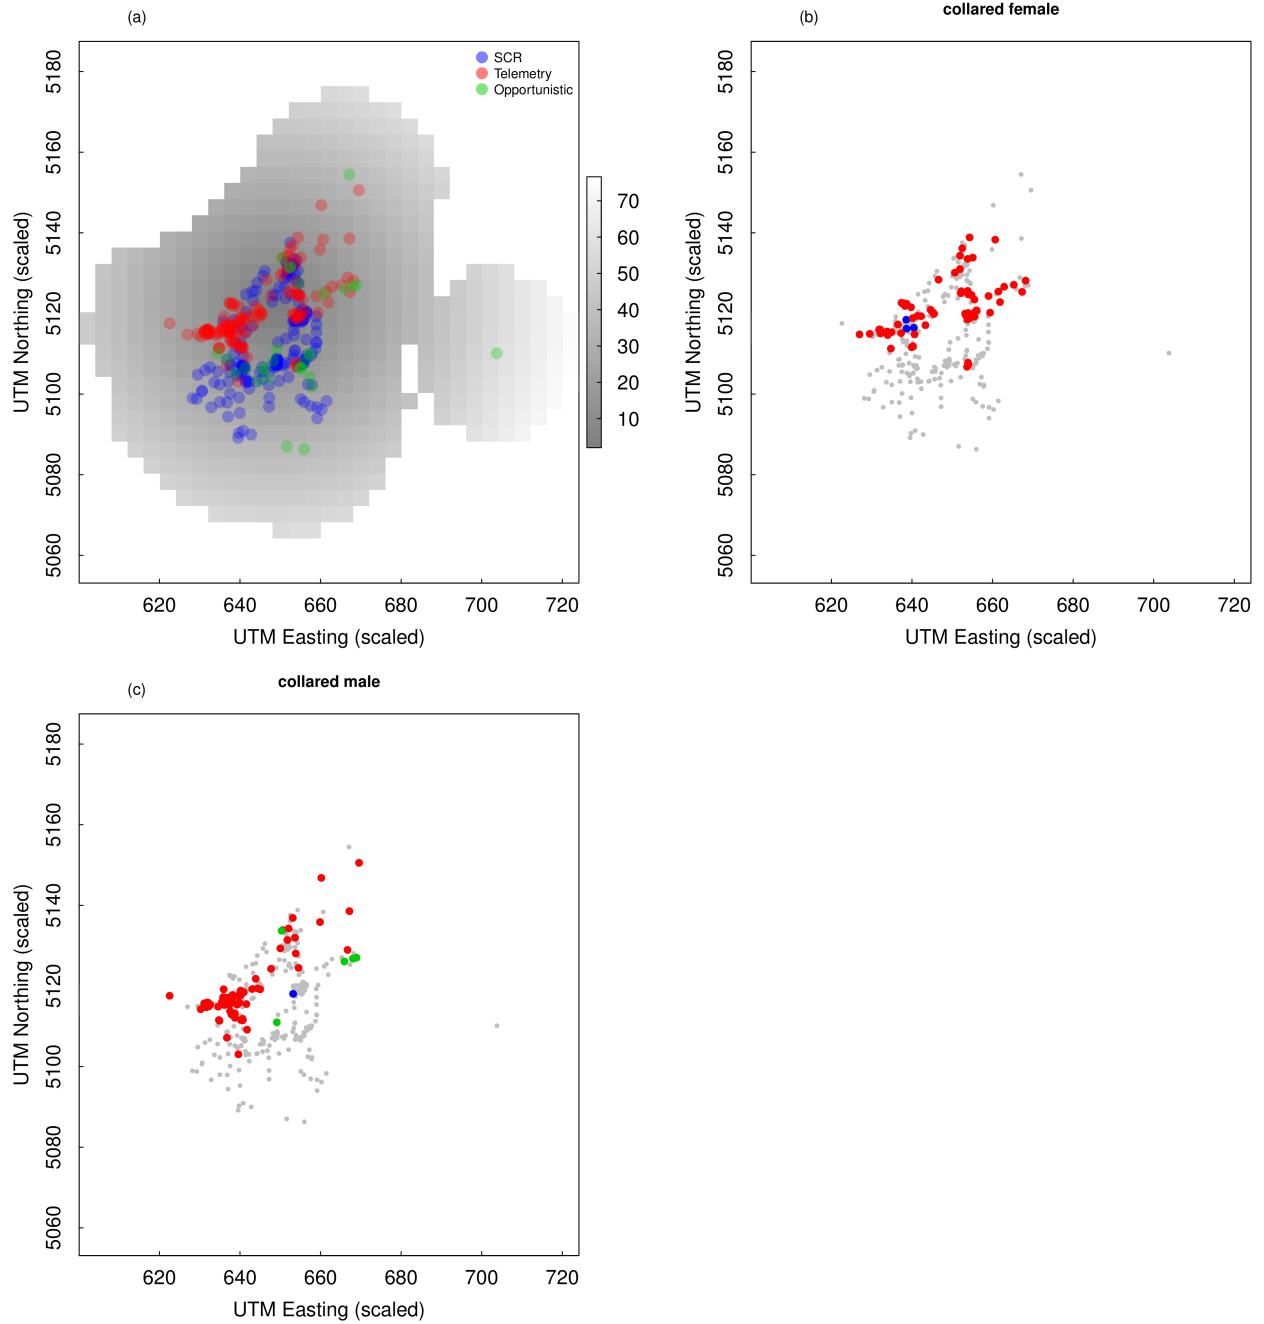 (a)
SCR
Telemetry
Opportunistic
5180
5160
5140
5120
5100
5080
5060
UTM Northing (scaled)
620 640 660 680 700 720
UTM Easting (scaled)
70
60
50
40
30
20
10
(b)
collared female
5180
5160
5140
5120
5100
5080
5060
UTM Northing (scaled)
620 640 660 680 700 720
UTM Easting (scaled)
(c)
collared male
5180
5160
5140
5120
5100
5080
5060
UTM Northing (scaled)
620 640 660 680 700 720
UTM Easting (scaled)